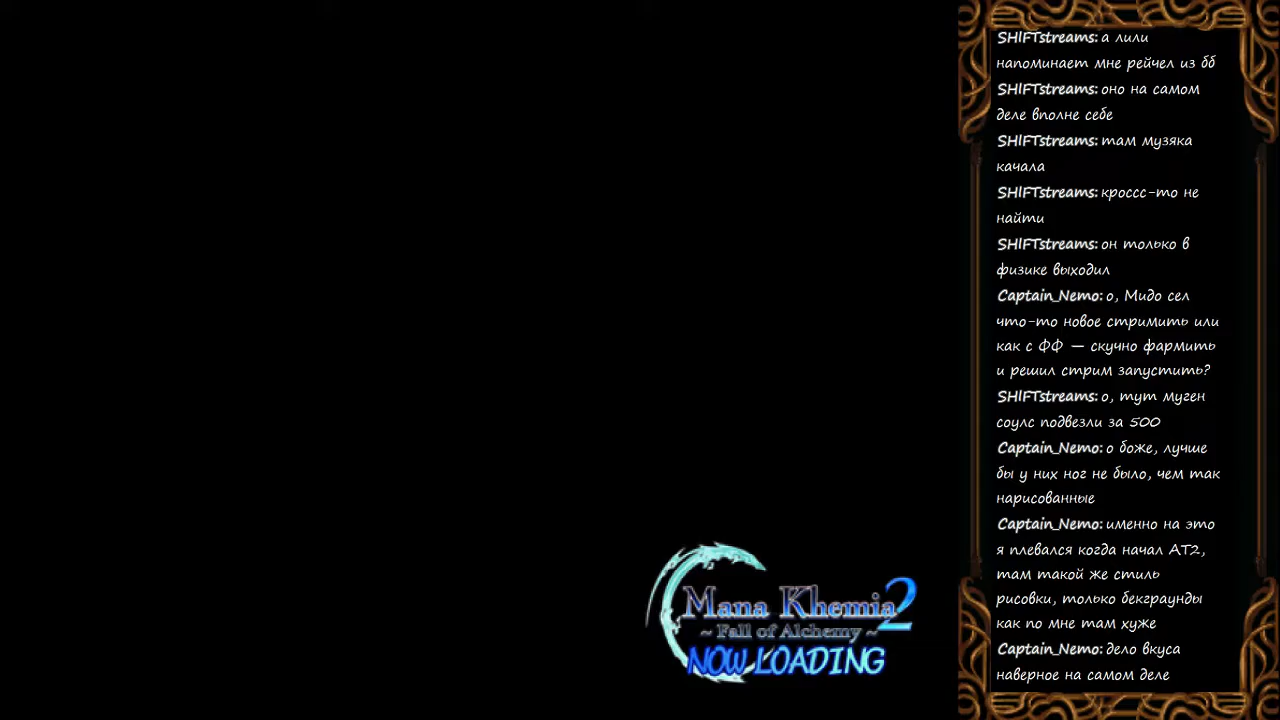 SHIFTstreams: а лили
напоминает мне рейчел из бб
SHIFTstreams: оно на самом
деле вполне себе
SHIFTstreams: там музяка
качала
SHIFTstreams: кроссс-то не
найти
SHIFTstreams: он только в
физике выходил
Captain_Nemo: о, Мидо сел
что-то новое стримить или
как с ФФ — скучно фармить
и решил стрим запустить?
SHIFTstreams: о, тут муген
соулс подвезли за 500
Captain_Nemo: о боже, лучше
бы у них ног не было, чем так
нарисованные
Captain_Nemo: именно на это
я плевался когда начал АТ2,
там такой же стиль
рисовки, только бекграунды
как по мне там хуже
Captain_Nemo: дело вкуса
наверное на самом деле
Mana Khemia 2
~ Fall of Alchemy ~
NOW LOADING